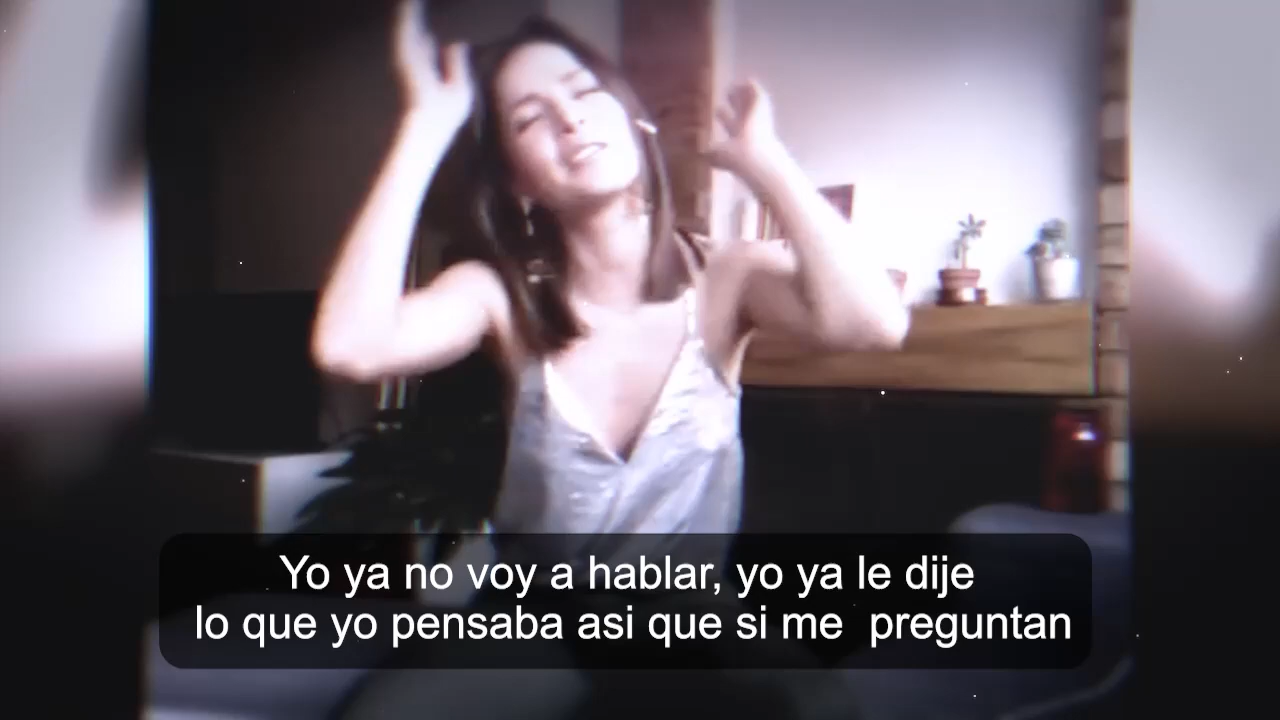 Yo ya no voy a hablar, yo ya le dije
lo que yo pensaba asi que si me  preguntan